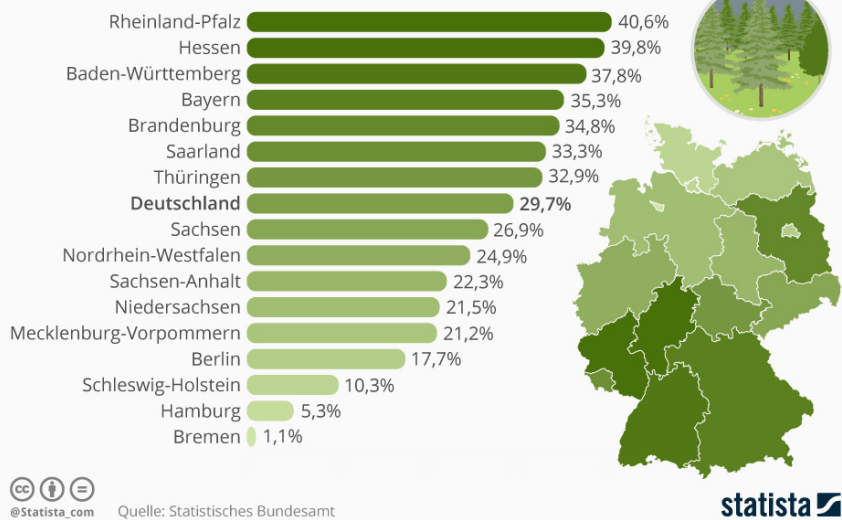 Rheinland-Pfalz 40,6%
Hessen 39,8%
Baden-Württemberg 37,8%
Bayern 35,3%
Brandenburg 34,8%
Saarland 33,3%
Thüringen 32,9%
Deutschland 29,7%
Sachsen 26,9%
Nordrhein-Westfalen 24,9%
Sachsen-Anhalt 22,3%
Niedersachsen 21,5%
Mecklenburg-Vorpommern 21,2%
Berlin 17,7%
Schleswig-Holstein 10,3%
Hamburg 5,3%
Bremen 1,1%
cc
@Statista_com Quelle: Statistisches Bundesamt
statista